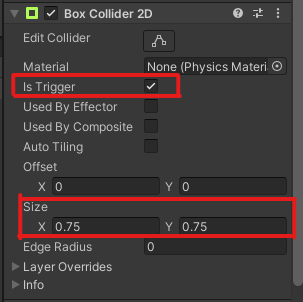 Box Collider 2D
Edit Collider
Material None (Physics Materia
Is Trigger
Used By Effector
Used By Composite
Auto Tiling
Offset
X 0 Y 0
Size
X 0.75 Y 0.75
Edge Radius 0
Layer Overrides
Info